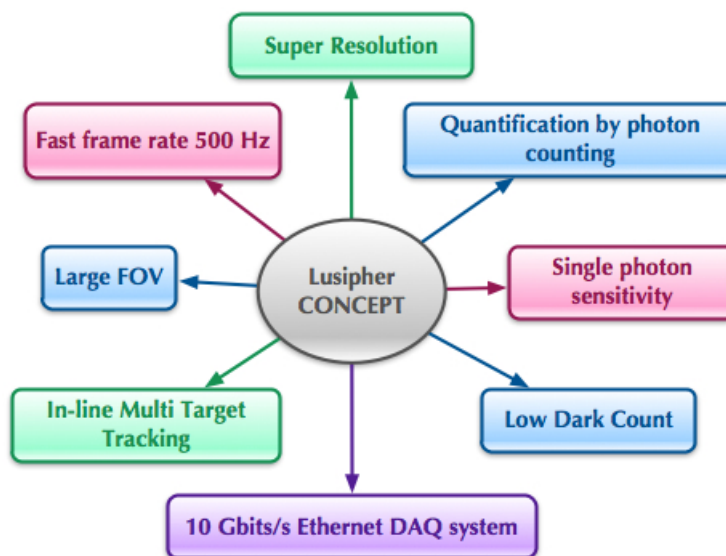 Super Resolution
Fast frame rate 500 Hz
Quantification by photon
counting
Large FOV
Lusipher
CONCEPT
Single photon
sensitivity
In-line Multi Target
Tracking
Low Dark Count
10 Gbits/s Ethernet DAQ system